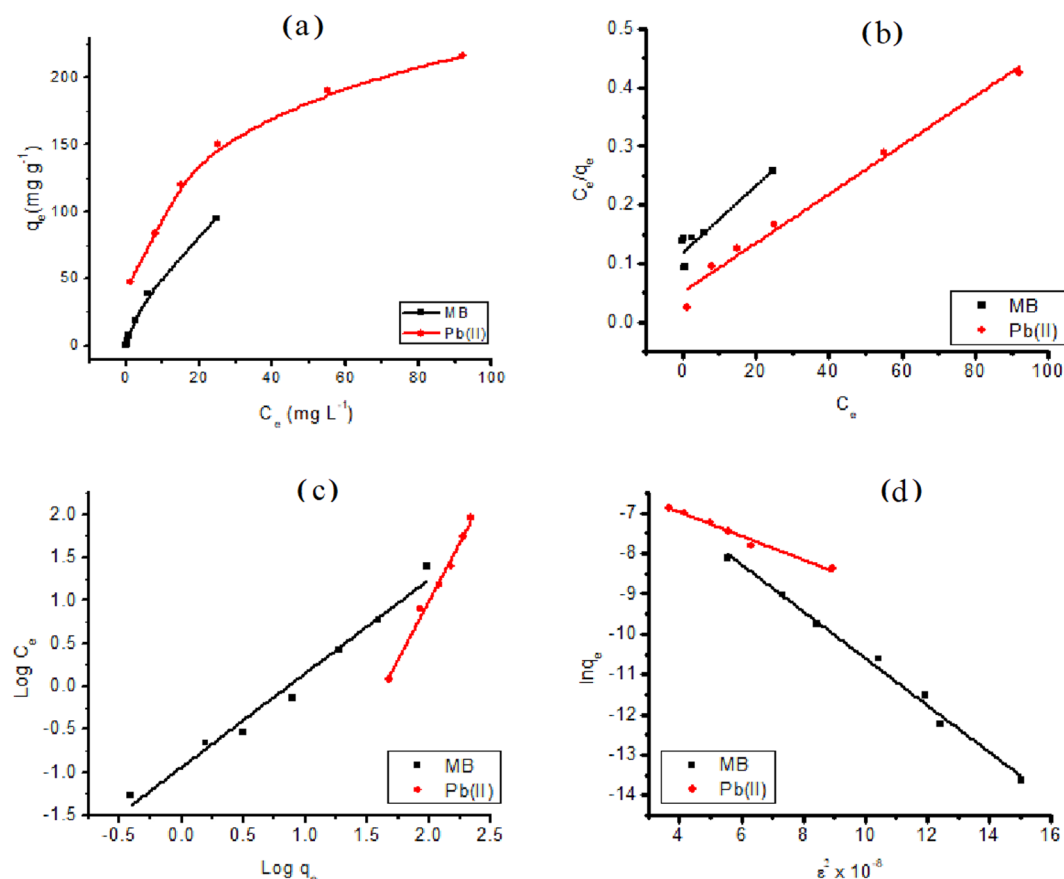 (a)
200
150
100
50
0
qe(mg g⁻¹)
MB
Pb(II)
0 20 40 60 80 100
Ce (mg L⁻¹)
(b)
0.5
0.4
0.3
0.2
0.1
0.0
Ce/qe
MB
Pb(II)
0 20 40 60 80 100
Ce
(c)
2.0
1.5
1.0
0.5
0.0
-0.5
-1.0
-1.5
Log Ce
MB
Pb(II)
-0.5 0.0 0.5 1.0 1.5 2.0 2.5
Log qe
(d)
-7
-8
-9
-10
-11
-12
-13
-14
lnqe
MB
Pb(II)
4 6 8 10 12 14 16
ε² x 10⁻⁸